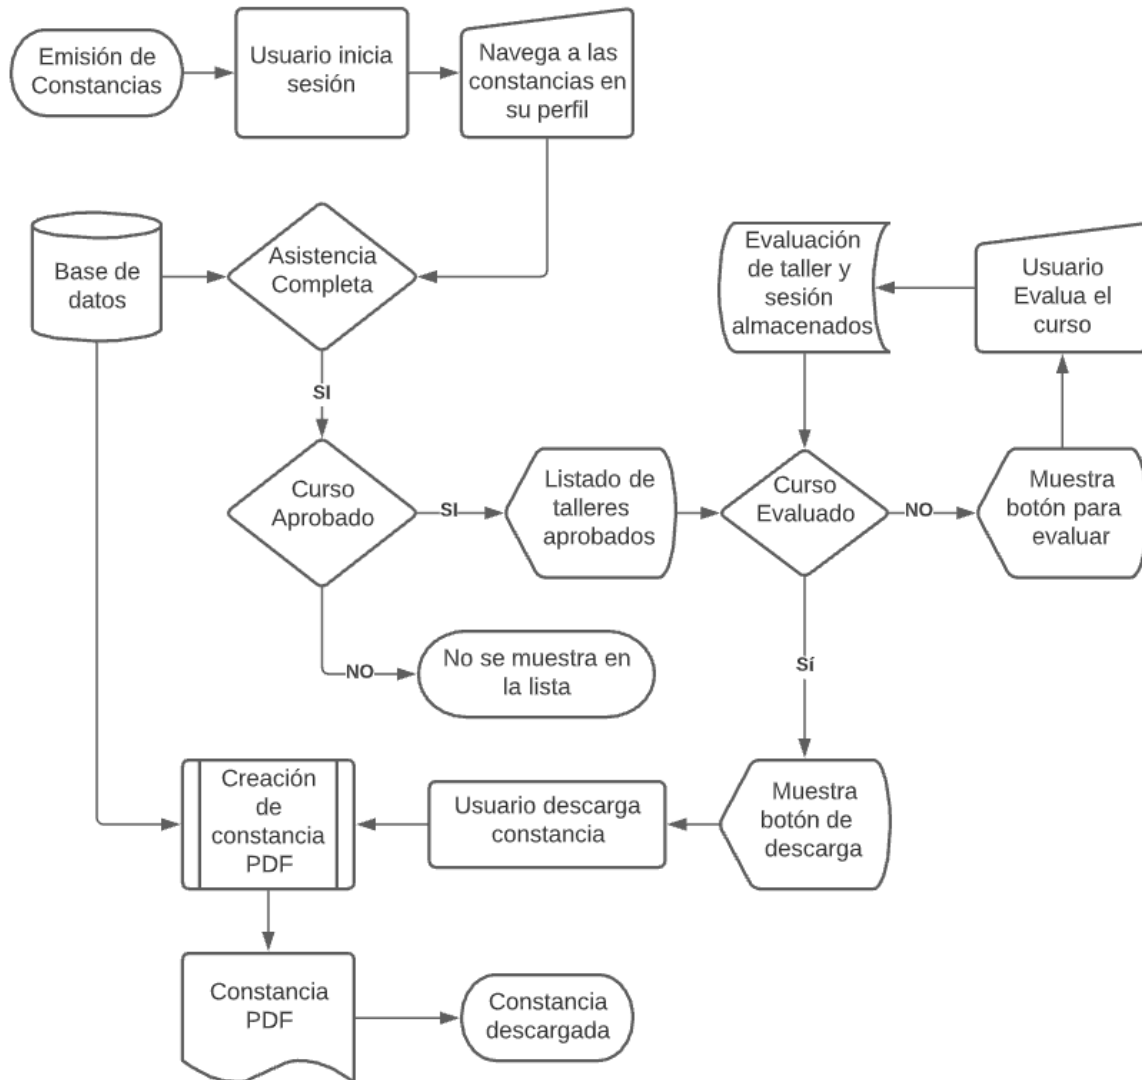 Emisión de
Constancias
Usuario inicia
sesión
Navega a las
constancias en
su perfil
Base de
datos
Asistencia
Completa
Evaluación
de taller y
sesión
almacenados
Usuario
Evalua el
curso
SI
Curso
Aprobado
SI
Listado de
talleres
aprobados
Curso
Evaluado
NO
Muestra
botón para
evaluar
NO
No se muestra en
la lista
Sí
Creación
de
constancia
PDF
Usuario descarga
constancia
Muestra
botón de
descarga
Constancia
PDF
Constancia
descargada